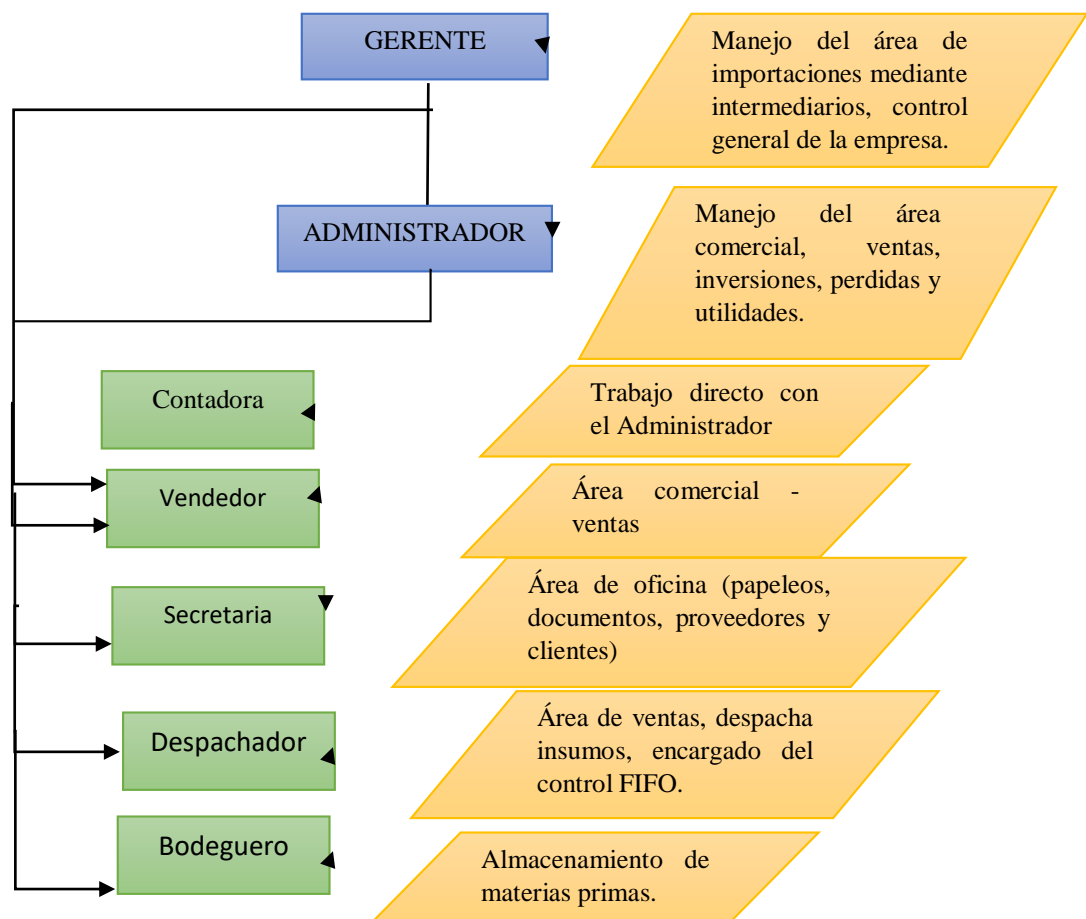 GERENTE
Manejo del área de
importaciones mediante
intermediarios, control
general de la empresa.
ADMINISTRADOR
Manejo del área
comercial, ventas,
inversiones, perdidas y
utilidades.
Contadora
Trabajo directo con
el Administrador
Vendedor
Área comercial -
ventas
Secretaria
Área de oficina (papeleos,
documentos, proveedores y
clientes)
Despachador
Área de ventas, despacha
insumos, encargado del
control FIFO.
Bodeguero
Almacenamiento de
materias primas.